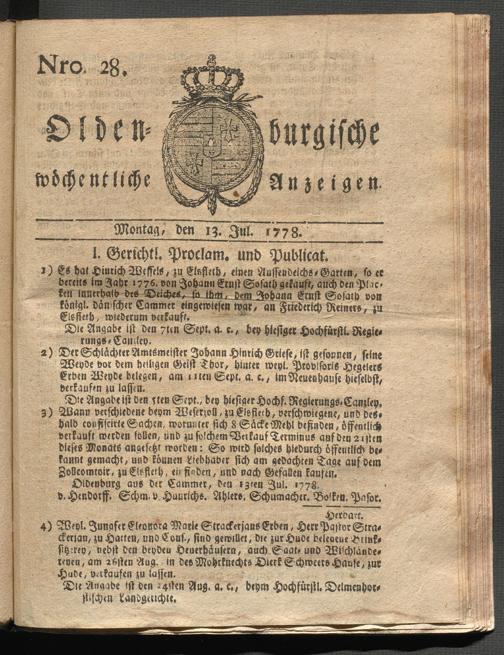 Nro. 28.
Olden- burgische
wöchentliche Anzeigen.
Montag, den 13. Jul. 1778.
I. Gerichtl. Proclam. und Publicat.
1) Es hat Hinrich Weffels, zu Elsfleth, einen Aussendeichs-Garten, so er
bereits im Jahr 1776. von Johann Ernst Sosath gekauft, auch den Plac-
ken innerhalb des Deiches, so ihm, dem Johann Ernst Sosath von
königl. dänischer Cammer eingewiesen war, an Friederich Reiners, zu
Elsfleth, wiederum verkauft.
Die Angabe ist den 7ten Sept. a. c., bey hiesiger Hochfürstl. Regie-
rungs-Canzley.
2) Der Schlächter Amtsmeister Johann Hinrich Griese, ist gesonnen, seine
Weyde vor dem heiligen Geist Thor, hinter weyl. Provisoris Hegelers
Erben Weyde belegen, am 11ten Sept. a. c., im Neuenhause hieselbst,
verkaufen zu lassen.
Die Angabe ist den 5ten Sept., bey hiesiger Hochf. Regierungs-Canzley.
3) Wann verschiedene beym Weserzoll, zu Elsfleth, verschwiegene, und des-
halb confiscirte Sachen, worunter sich 8 Säcke Mehl befinden, öffentlich
verkauft werden sollen, und zu solchem Verkauf Terminus auf den 21sten
dieses Monats angesetzt worden: So wird solches hiedurch öffentlich be-
kannt gemacht, und können Liebhaber sich am gedachten Tage auf dem
Zollcomtoir, zu Elsfleth, einfinden, und nach Gefallen kaufen.
Oldenburg aus der Cammer, den 13ten Jul. 1778.
v. Hendorff. Schm. v. Hunrichs. Ahlers. Schumacher. Bolken. Pasor.
Herbart.
4) Weyl. Jungfer Eleonora Marie Strackerjans Erben, Herr Pastor Stra-
ckerjan, zu Hatten, und Cons., sind gewillet, die zur Hude belegene Brink-
sitzerey, nebst den beyden Heuerhäusern, auch Saat- und Wischlände-
reyen, am 26sten Aug. in des Mohrknechts Dierk Schweers Hause, zur
Hude, verkaufen zu lassen.
Die Angabe ist den 24sten Aug. a. c., beym Hochfürstl. Delmenhor-
stischen Landgerichte.